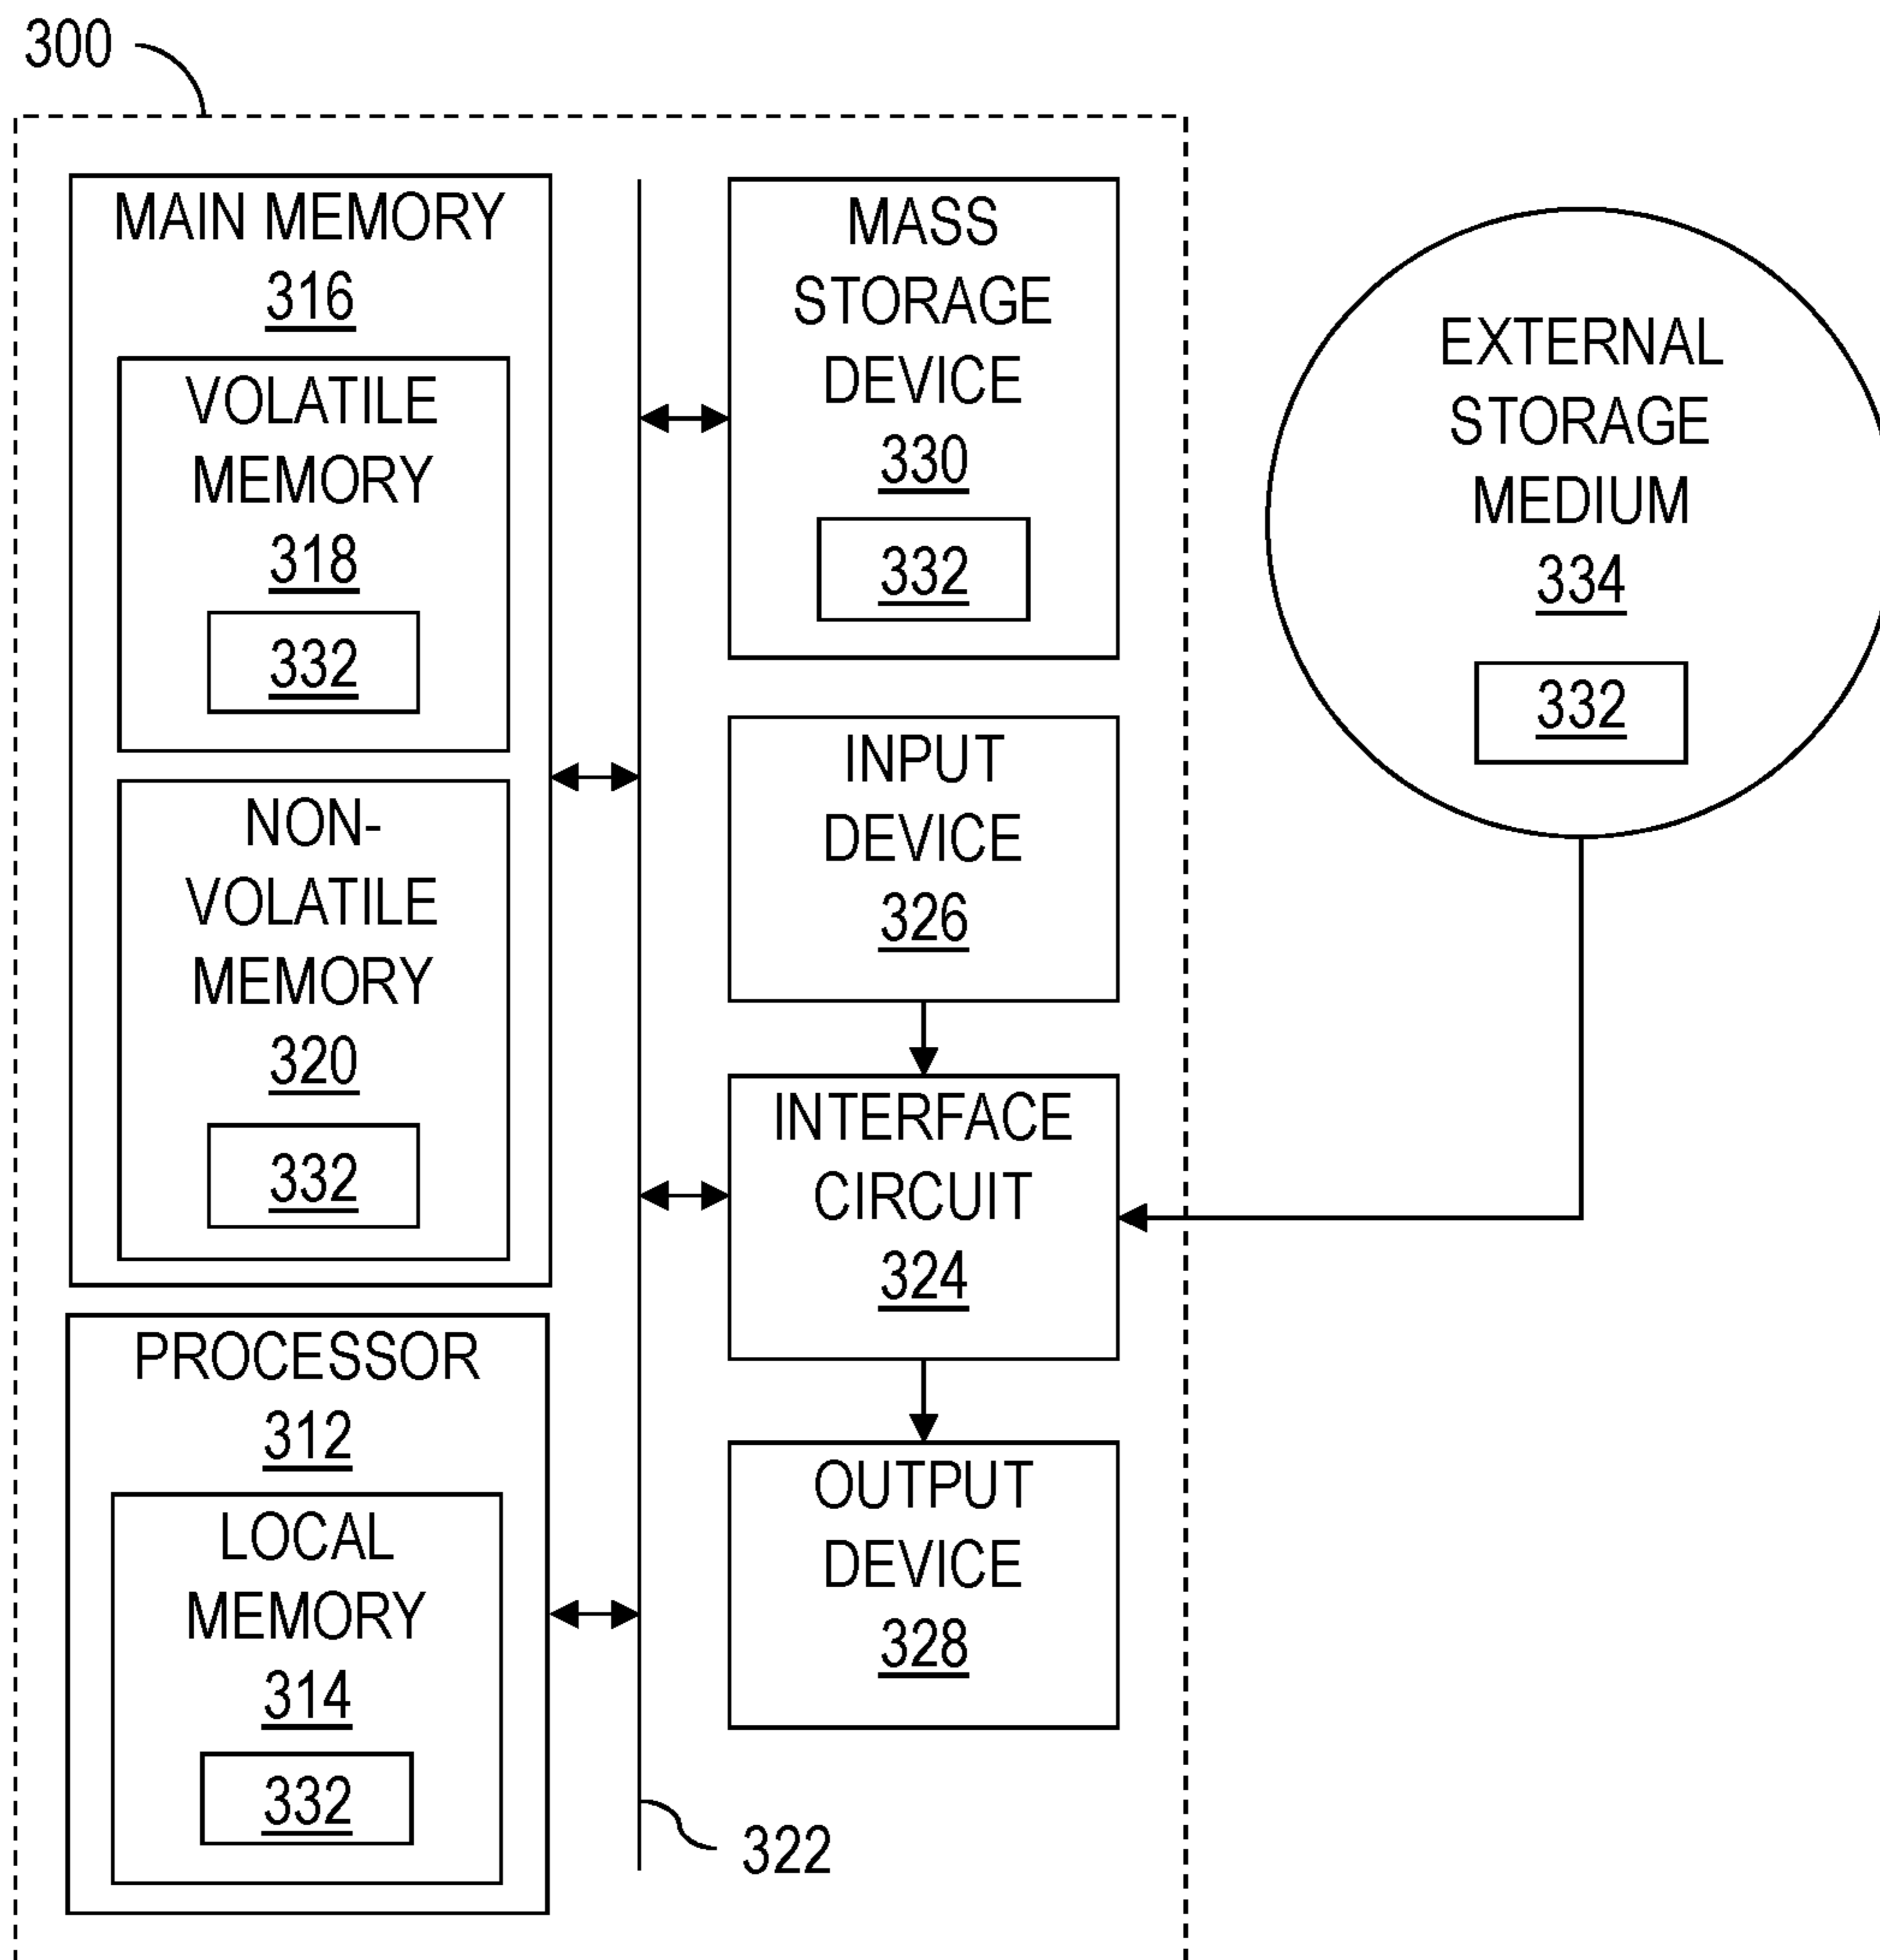 300
MAIN MEMORY
316
VOLATILE
MEMORY
318
332
NON-
VOLATILE
MEMORY
320
332
PROCESSOR
312
LOCAL
MEMORY
314
332
MASS
STORAGE
DEVICE
330
332
INPUT
DEVICE
326
INTERFACE
CIRCUIT
324
OUTPUT
DEVICE
328
322
EXTERNAL
STORAGE
MEDIUM
334
332